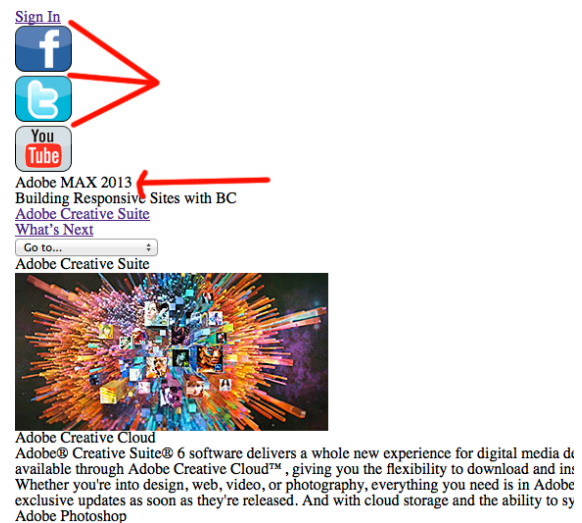 Sign In
f
t
You
Tube
Adobe MAX 2013
Building Responsive Sites with BC
Adobe Creative Suite
What's Next
Go to...
Adobe Creative Suite
Adobe Creative Cloud
Adobe® Creative Suite® 6 software delivers a whole new experience for digital media de
available through Adobe Creative Cloud™ , giving you the flexibility to download and ins
Whether you're into design, web, video, or photography, everything you need is in Adobe
exclusive updates as soon as they're released. And with cloud storage and the ability to sy
Adobe Photoshop